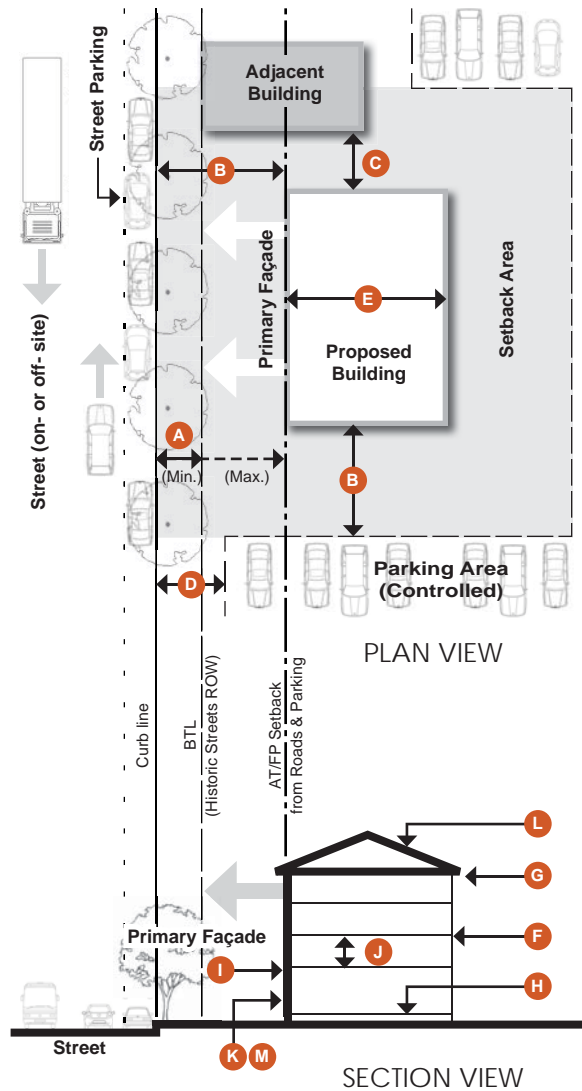 Adjacent
Building
Street Parking
B
C
Street (on- or off- site)
Primary Façade
E
Proposed
Building
Setback Area
A
(Min.)
(Max.)
B
D
Parking Area
(Controlled)
PLAN VIEW
Curb line
BTL
(Historic Streets ROW)
AT/FP Setback
from Roads & Parking
L
G
Primary Façade
F
J
I
H
K M
Street
SECTION VIEW